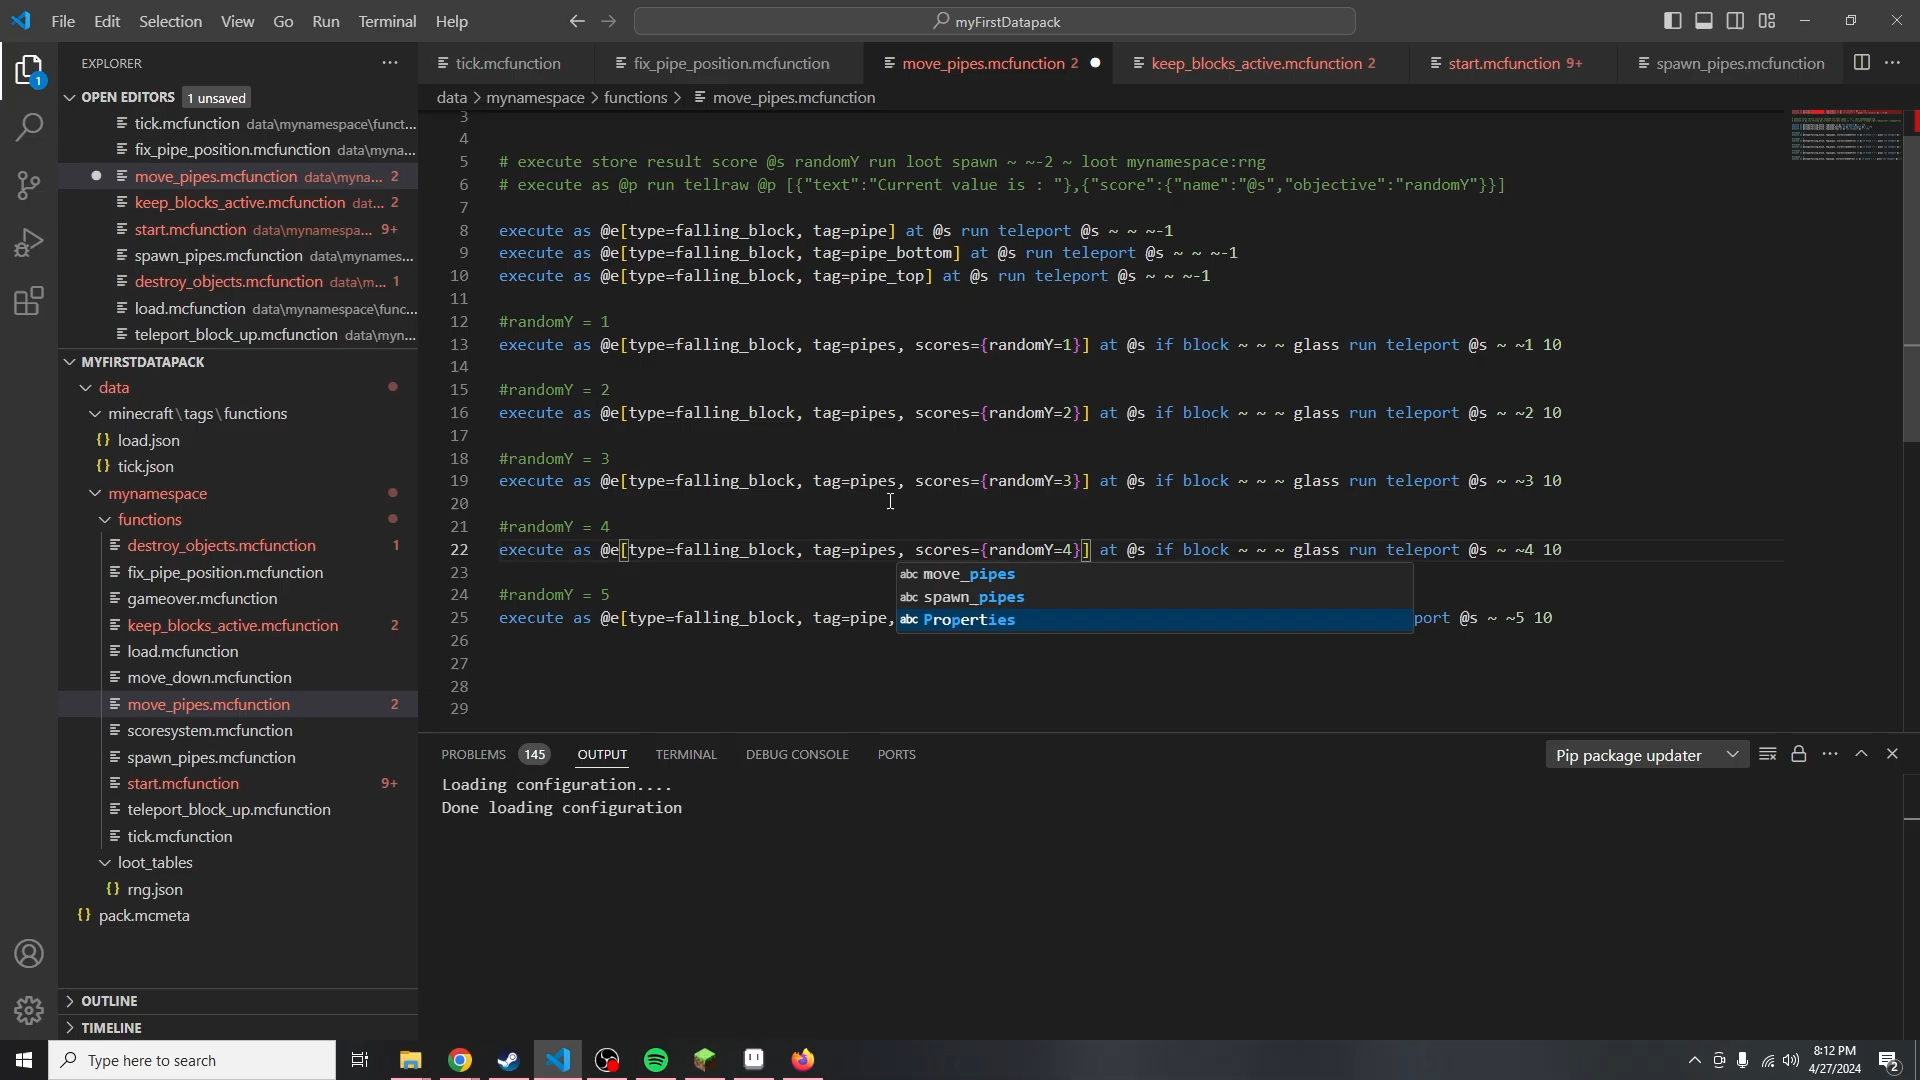 File Edit Selection View Go Run Terminal Help
myFirstDatapack
EXPLORER
tick.mcfunction
fix_pipe_position.mcfunction
move_pipes.mcfunction 2
keep_blocks_active.mcfunction 2
start.mcfunction 9+
spawn_pipes.mcfunction
data > mynamespace > functions > move_pipes.mcfunction
1
OPEN EDITORS 1 unsaved
tick.mcfunction data\mynamespace\funct...
fix_pipe_position.mcfunction data\myna...
move_pipes.mcfunction data\myna... 2
keep_blocks_active.mcfunction dat... 2
start.mcfunction data\mynamespa... 9+
spawn_pipes.mcfunction data\mynames...
destroy_objects.mcfunction data\m... 1
load.mcfunction data\mynamespace\func...
teleport_block_up.mcfunction data\myn...
MYFIRSTDATAPACK
data
minecraft\tags\functions
{} load.json
{} tick.json
mynamespace
functions
destroy_objects.mcfunction 1
fix_pipe_position.mcfunction
gameover.mcfunction
keep_blocks_active.mcfunction 2
load.mcfunction
move_down.mcfunction
move_pipes.mcfunction 2
scoresystem.mcfunction
spawn_pipes.mcfunction
start.mcfunction 9+
teleport_block_up.mcfunction
tick.mcfunction
loot_tables
{} rng.json
{} pack.mcmeta
OUTLINE
TIMELINE
3
4
5 # execute store result score @s randomY run loot spawn ~ ~-2 ~ loot mynamespace:rng
6 # execute as @p run tellraw @p [{"text":"Current value is : "},{"score":{"name":"@s","objective":"randomY"}}]
7
8 execute as @e[type=falling_block, tag=pipe] at @s run teleport @s ~ ~ ~-1
9 execute as @e[type=falling_block, tag=pipe_bottom] at @s run teleport @s ~ ~ ~-1
10 execute as @e[type=falling_block, tag=pipe_top] at @s run teleport @s ~ ~ ~-1
11
12 #randomY = 1
13 execute as @e[type=falling_block, tag=pipes, scores={randomY=1}] at @s if block ~ ~ ~ glass run teleport @s ~ ~1 10
14
15 #randomY = 2
16 execute as @e[type=falling_block, tag=pipes, scores={randomY=2}] at @s if block ~ ~ ~ glass run teleport @s ~ ~2 10
17
18 #randomY = 3
19 execute as @e[type=falling_block, tag=pipes, scores={randomY=3}] at @s if block ~ ~ ~ glass run teleport @s ~ ~3 10
20
21 #randomY = 4
22 execute as @e[type=falling_block, tag=pipes, scores={randomY=4}] at @s if block ~ ~ ~ glass run teleport @s ~ ~4 10
23
abc move_pipes
24 #randomY = 5
abc spawn_pipes
25 execute as @e[type=falling_block, tag=pipe, abc Properties port @s ~ ~5 10
26
27
28
29
PROBLEMS 145 OUTPUT TERMINAL DEBUG CONSOLE PORTS
Pip package updater
Loading configuration....
Done loading configuration
Type here to search
8:12 PM
4/27/2024
2